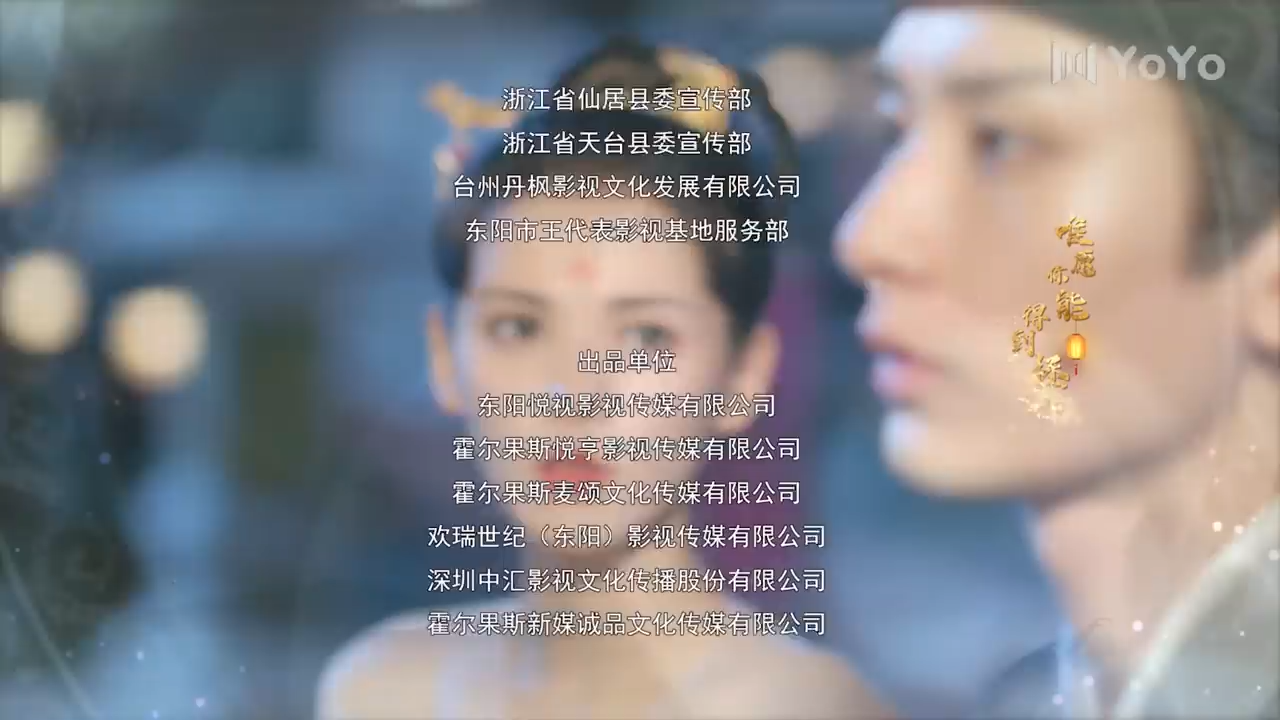 YoYo
浙江省仙居县委宣传部
浙江省天台县委宣传部
台州丹枫影视文化发展有限公司
东阳市王代表影视基地服务部
出品单位
东阳悦视影视传媒有限公司
霍尔果斯悦亨影视传媒有限公司
霍尔果斯麦颂文化传媒有限公司
欢瑞世纪（东阳）影视传媒有限公司
深圳中汇影视文化传播股份有限公司
霍尔果斯新媒诚品文化传媒有限公司
唯愿
你能
得到